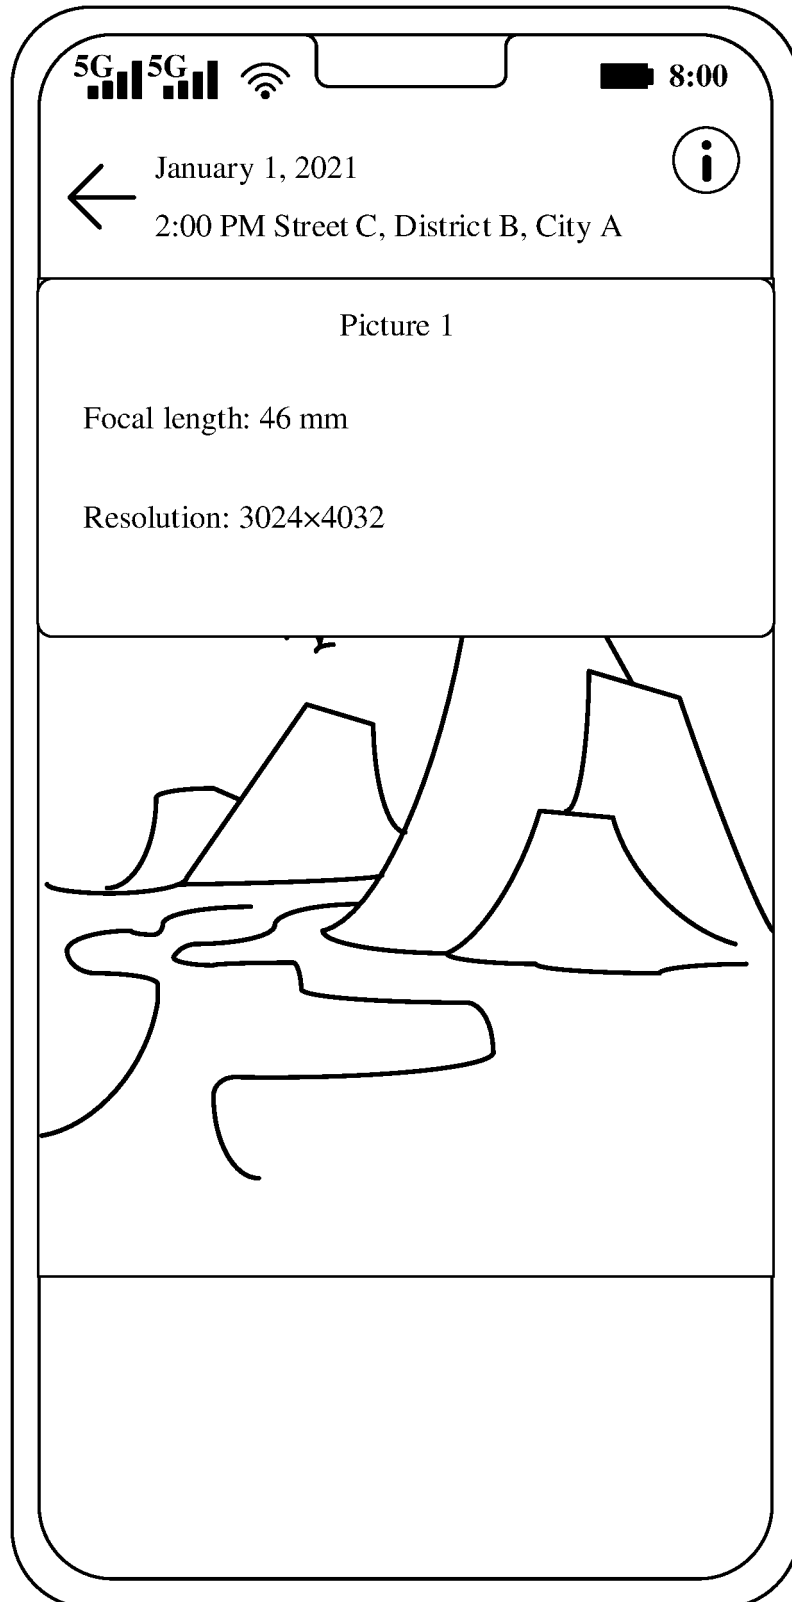 5G 5G 8:00
January 1, 2021
2:00 PM Street C, District B, City A
Picture 1
Focal length: 46 mm
Resolution: 3024×4032